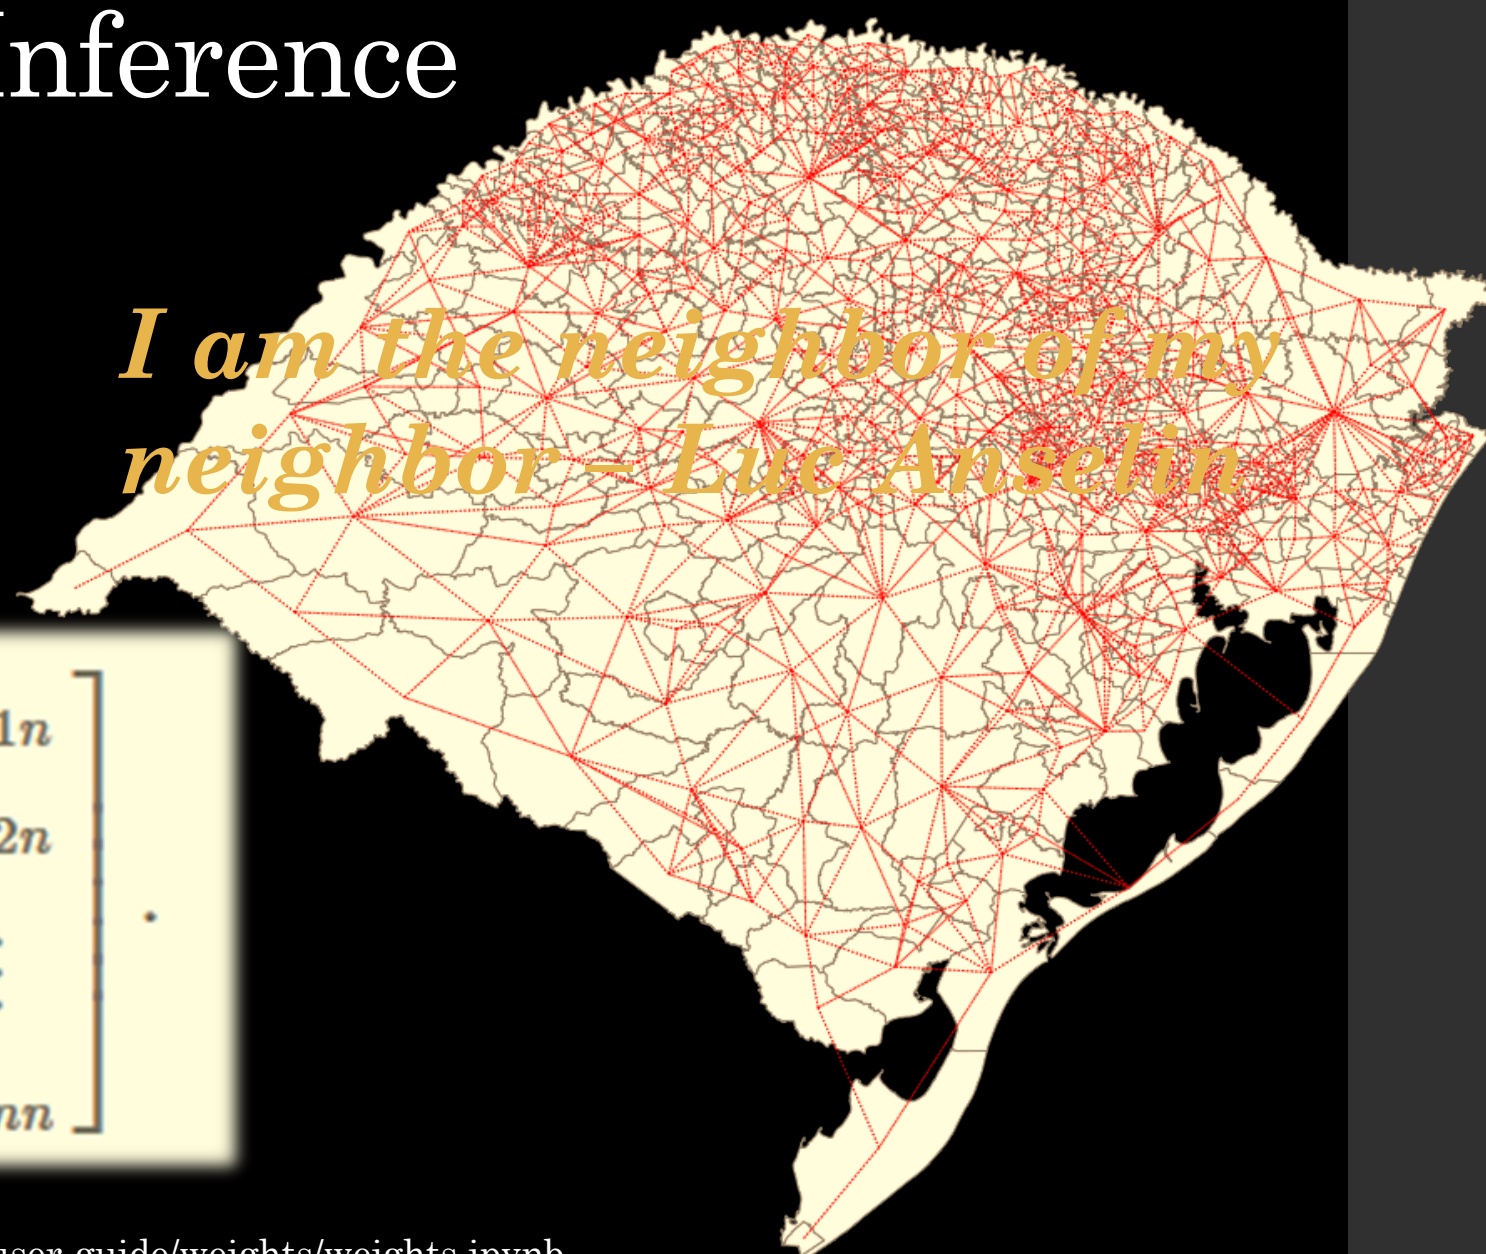 Inference
I am the neighbor of my
neighbor – Luc Anselin
1n
2n
nn
user guide/weights/weights.ipynb